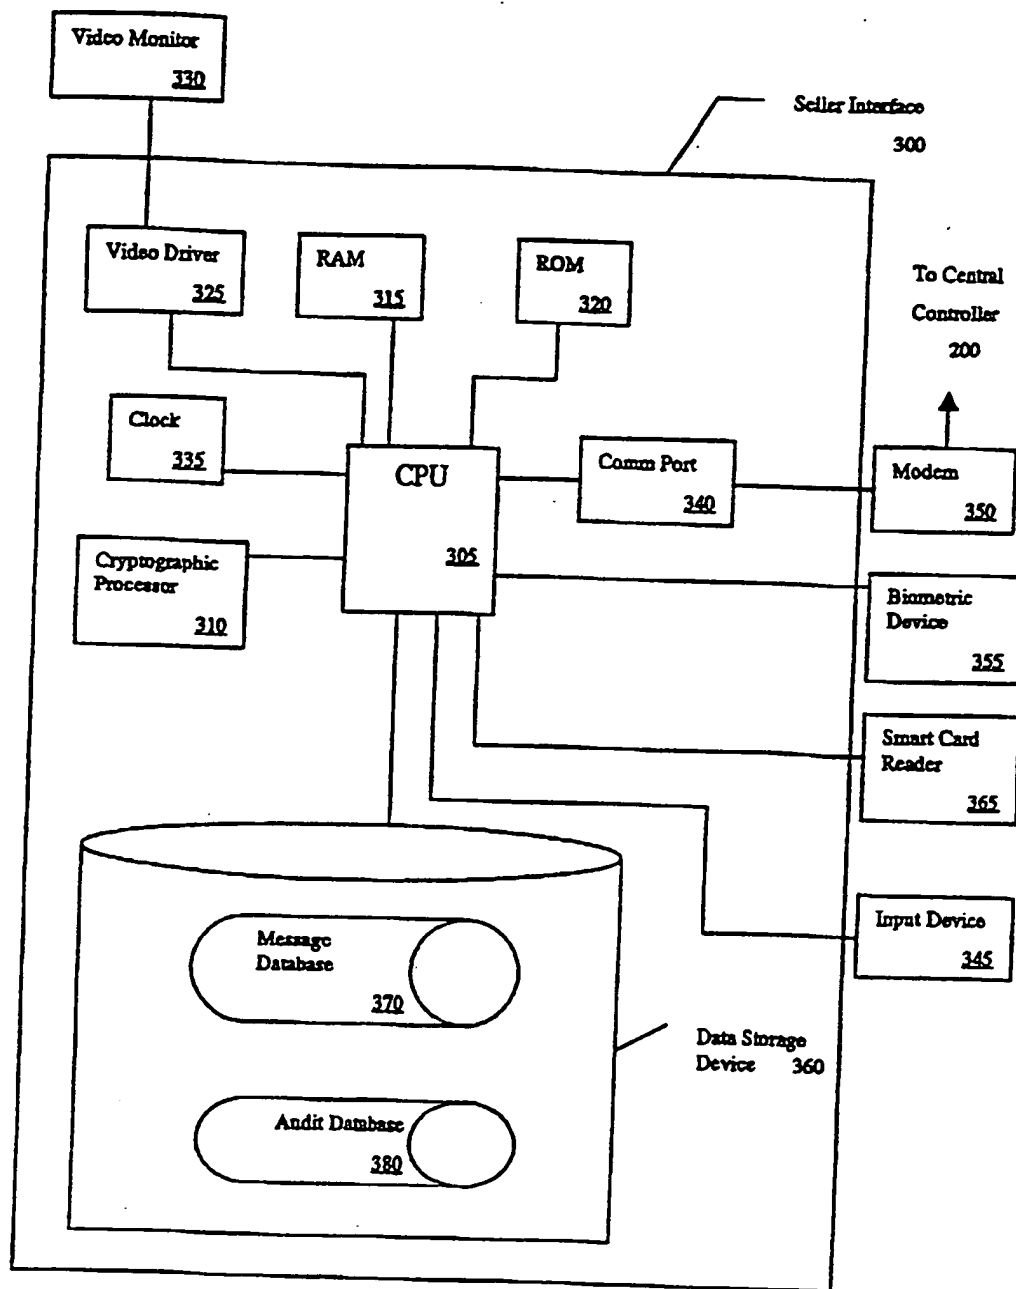 Video Monitor
330
Seller Interface
300
Video Driver
325
RAM
315
ROM
320
To Central
Controller
200
Clock
335
CPU
305
Comm Port
340
Modem
350
Cryptographic
Processor
310
Biometric
Device
355
Smart Card
Reader
365
Input Device
345
Message
Database
370
Data Storage
Device 360
Audit Database
380